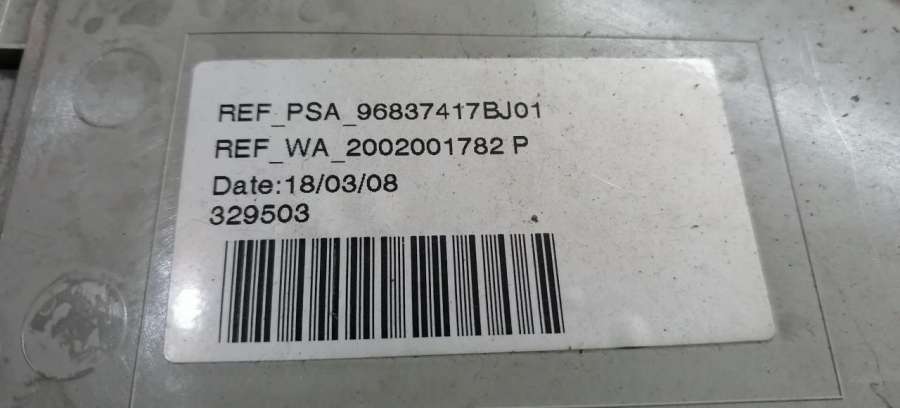 REF_PSA_96837417BJ01
REF_WA_2002001782 P
Date:18/03/08
329503